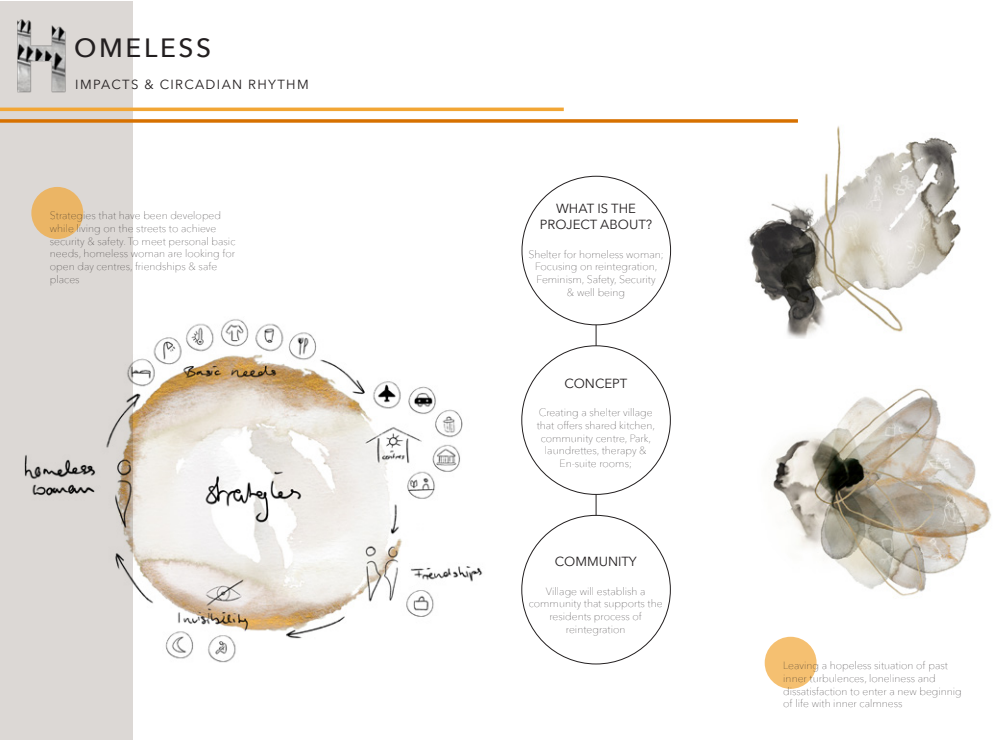 HOMELESS
IMPACTS & CIRCADIAN RHYTHM
Strategies that have been developed
while living on the streets to achieve
security & safety. To meet personal basic
needs, homeless woman are looking for
open day centres, friendships & safe
places
Basic needs
centres
homeless
woman
strategies
Friendships
Invisibility
WHAT IS THE
PROJECT ABOUT?
Shelter for homeless woman;
Focusing on reintegration,
Feminism, Safety, Security
& well being
CONCEPT
Creating a shelter village
that offers shared kitchen,
community centre, Park,
laundrettes, therapy &
En-suite rooms;
COMMUNITY
Village will establish a
community that supports the
residents process of
reintegration
Leaving a hopeless situation of past
inner turbulences, loneliness and
dissatisfaction to enter a new beginnig
of life with inner calmness